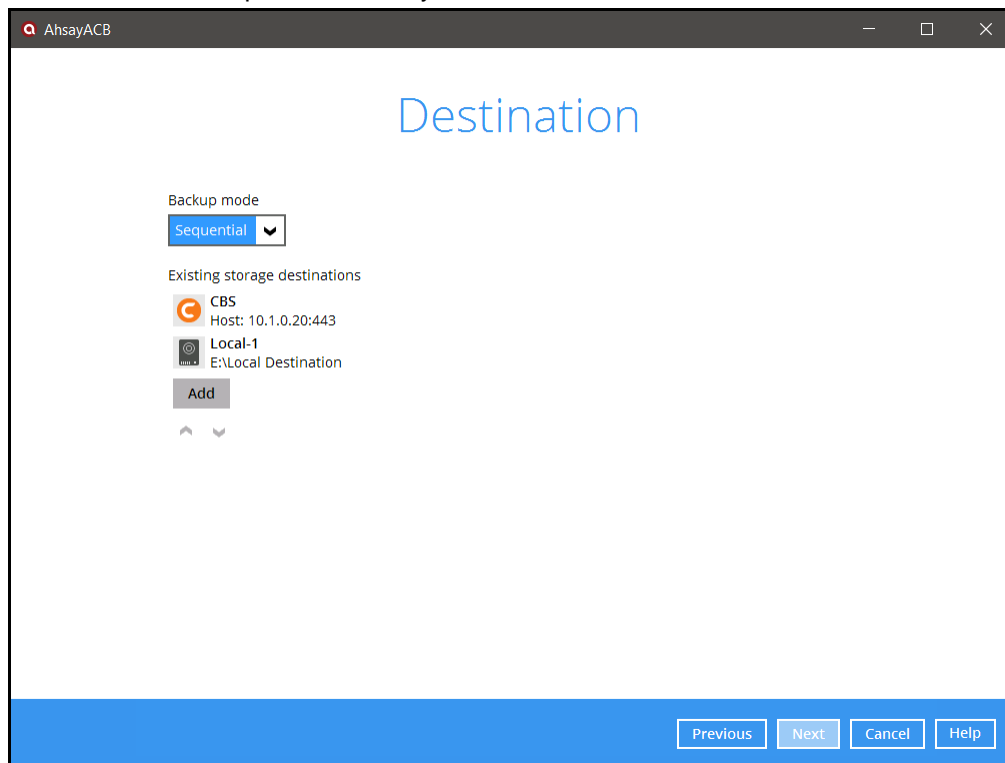 AhsayACB
Destination
Backup mode
Sequential
Existing storage destinations
CBS
Host: 10.1.0.20:443
Local-1
E:\Local Destination
Add
Previous Next Cancel Help